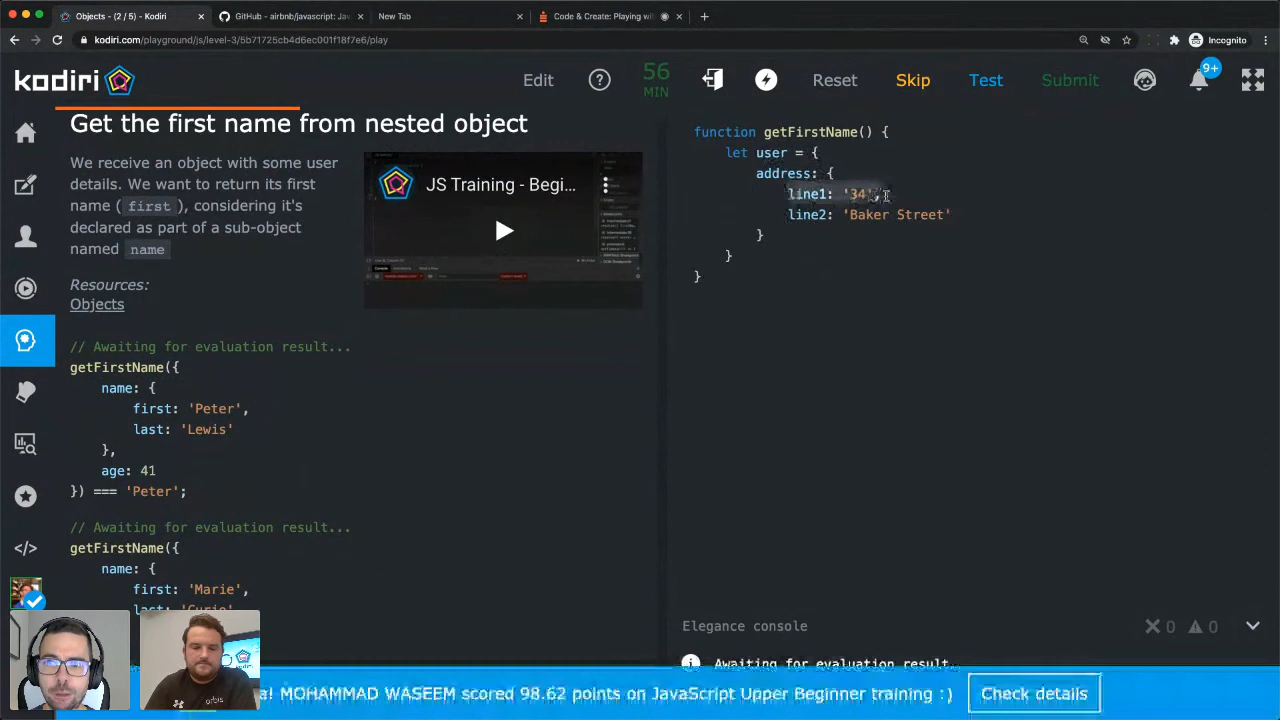 Objects - (2 / 5) - Kodiri
GitHub - airbnb/javascript: Jav
New Tab
Code & Create: Playing wi
kodiri.com/playground/js/level-3/5b71725cb4d6ec001f18f7e6/play
Incognito
kodiri
Edit
56
MIN
Reset
Skip
Test
Submit
9+
Get the first name from nested object
We receive an object with some user
details. We want to return its first
name ( first ), considering it's
declared as part of a sub-object
named name
JS Training - Begi...
Resources:
Objects
// Awaiting for evaluation result...
getFirstName({
name: {
first: 'Peter',
last: 'Lewis'
},
age: 41
}) === 'Peter';
// Awaiting for evaluation result...
getFirstName({
name: {
first: 'Marie',
last: 'Curie'
function getFirstName() {
let user = {
address: {
line1: '34',
line2: 'Baker Street'
}
}
}
Elegance console
0
0
Awaiting for evaluation result.
a! MOHAMMAD WASEEM scored 98.62 points on JavaScript Upper Beginner training :)
Check details